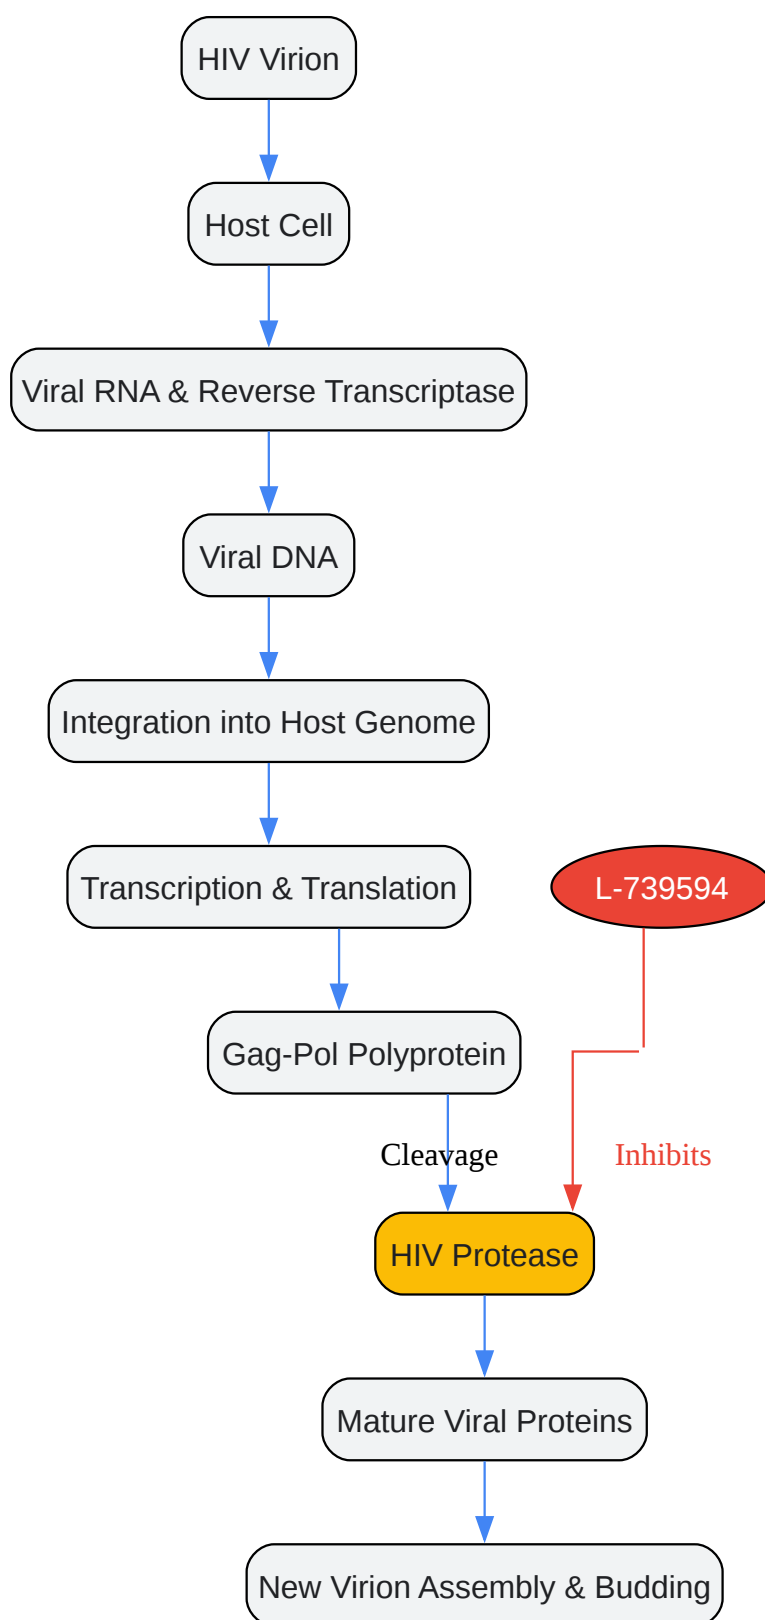 HIV Virion
Host Cell
Viral RNA & Reverse Transcriptase
Viral DNA
Integration into Host Genome
Transcription & Translation
L-739594
Gag-Pol Polyprotein
Cleavage
Inhibits
HIV Protease
Mature Viral Proteins
New Virion Assembly & Budding